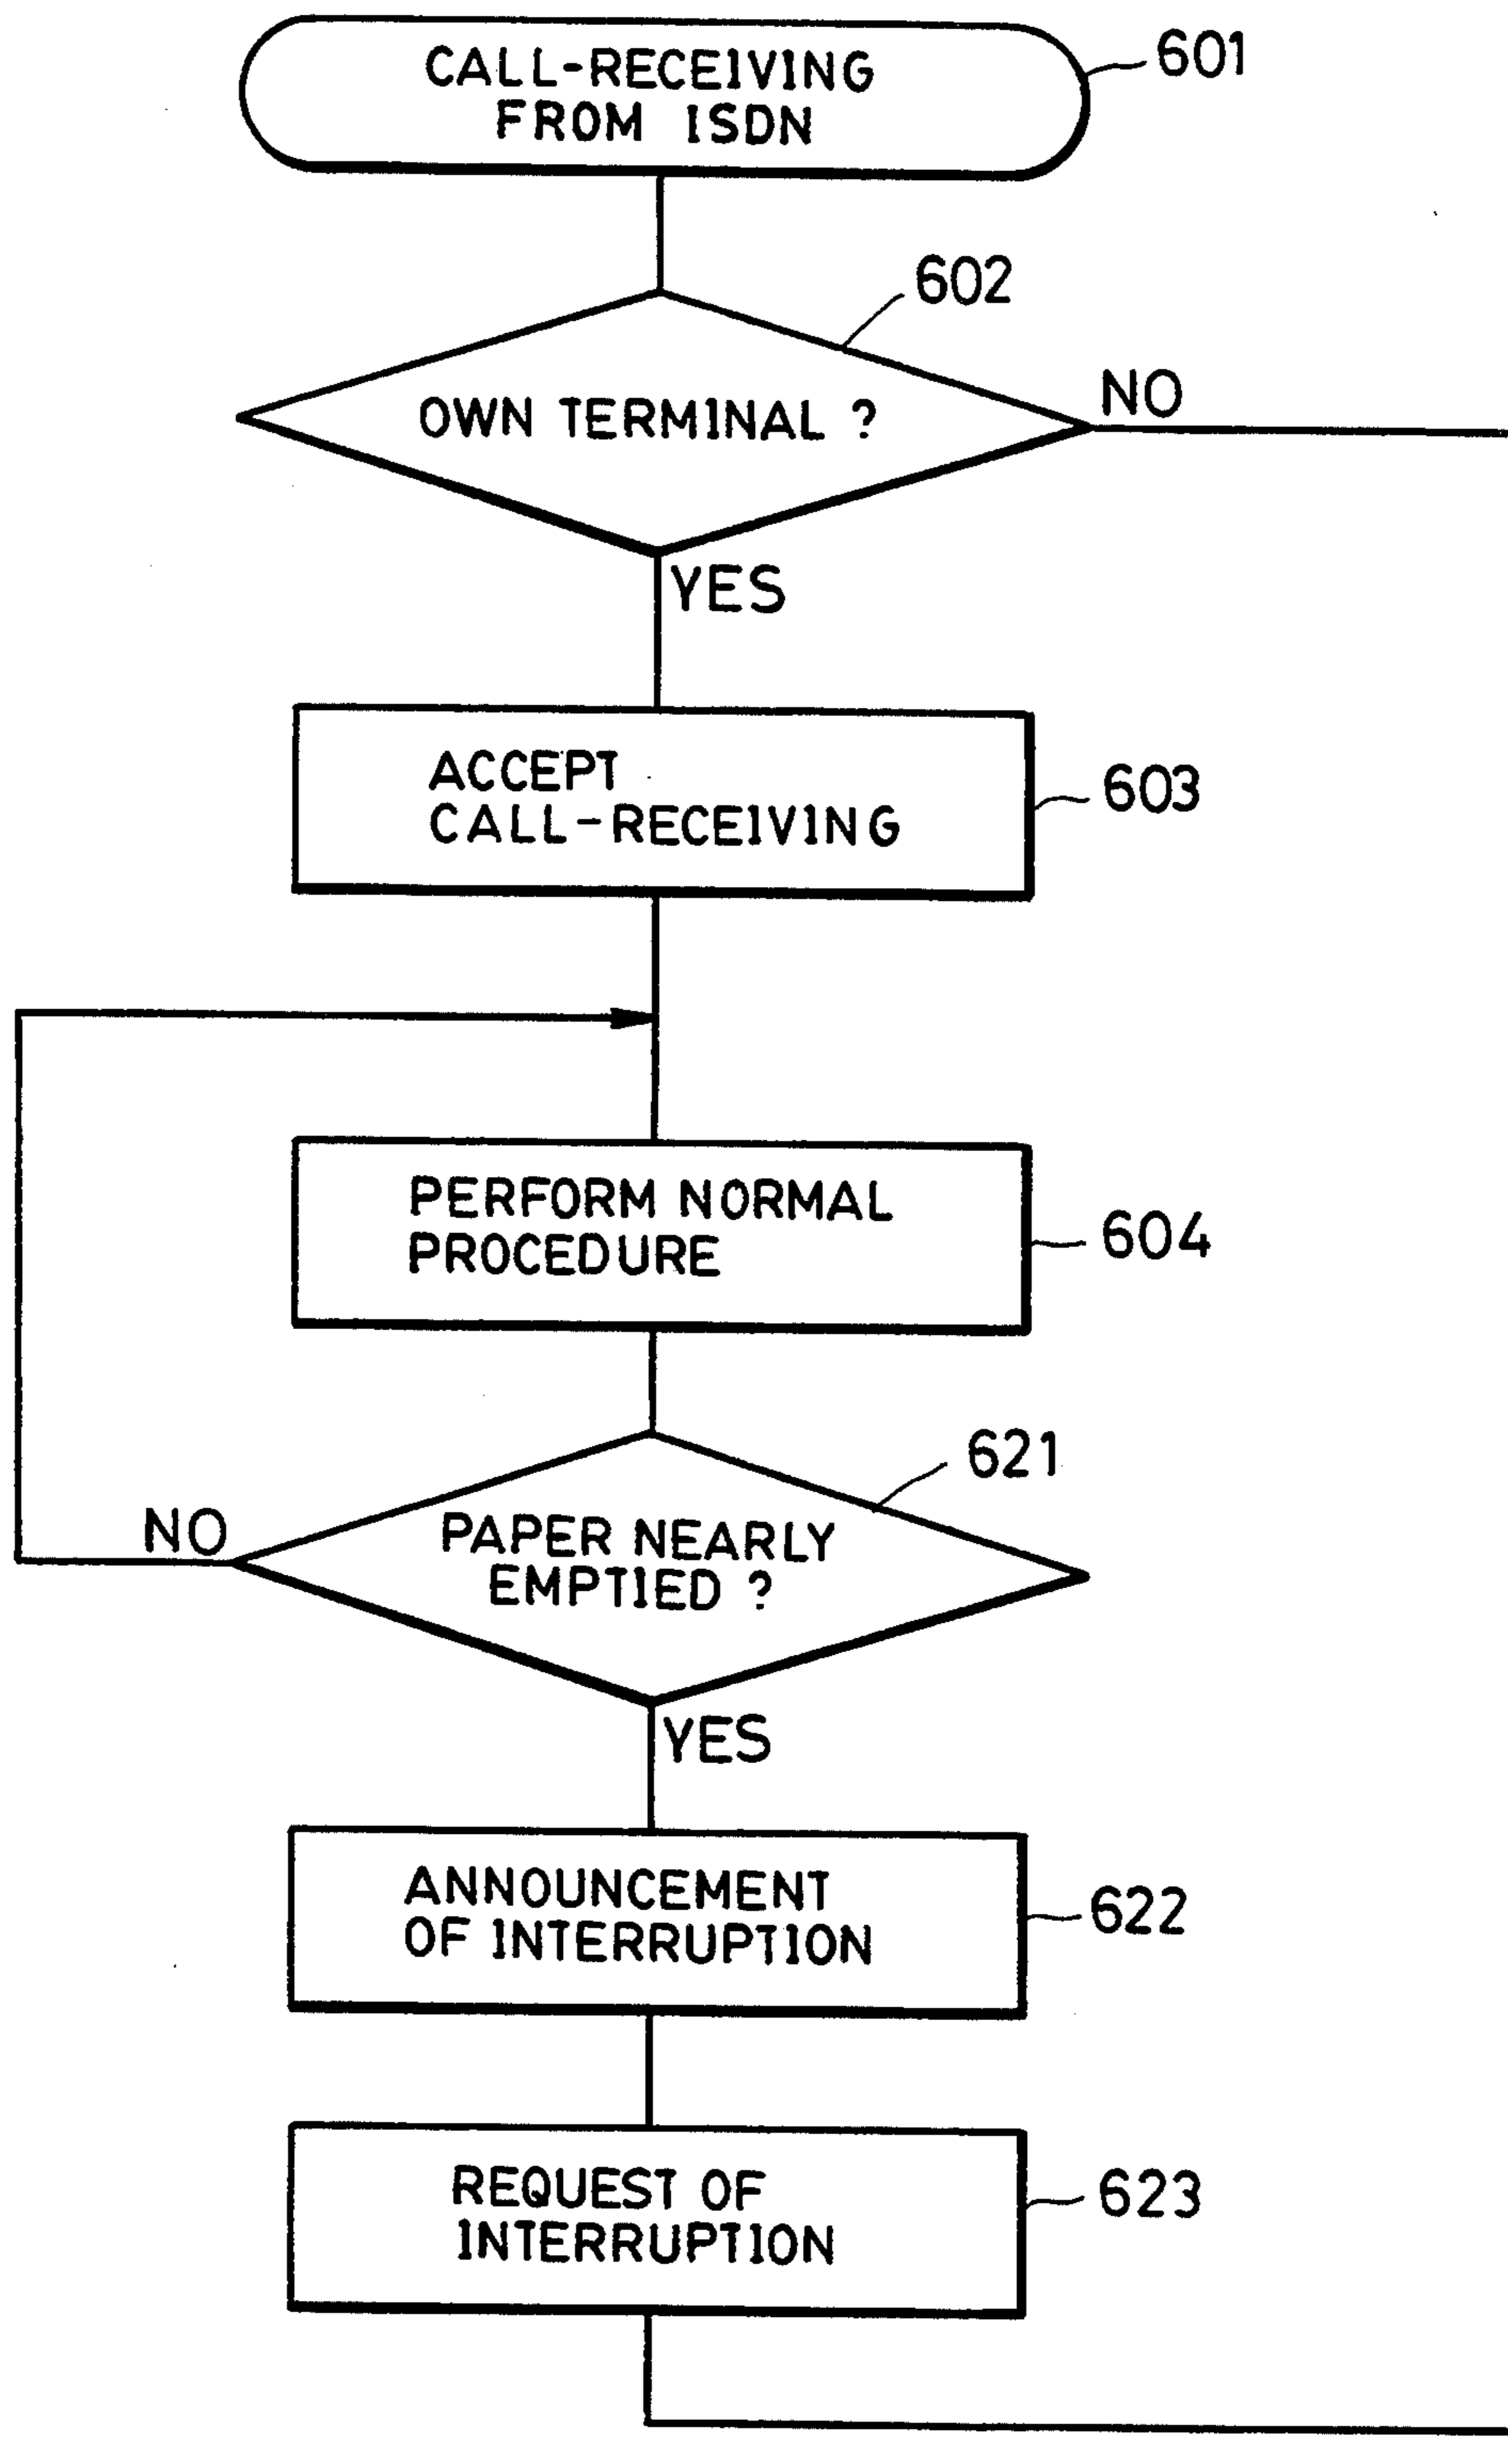 CALL-RECEIVING
FROM ISDN
601
602
OWN TERMINAL ?
NO
YES
ACCEPT
CALL-RECEIVING
603
PERFORM NORMAL
PROCEDURE
604
621
NO
PAPER NEARLY
EMPTIED ?
YES
ANNOUNCEMENT
OF INTERRUPTION
622
REQUEST OF
INTERRUPTION
623